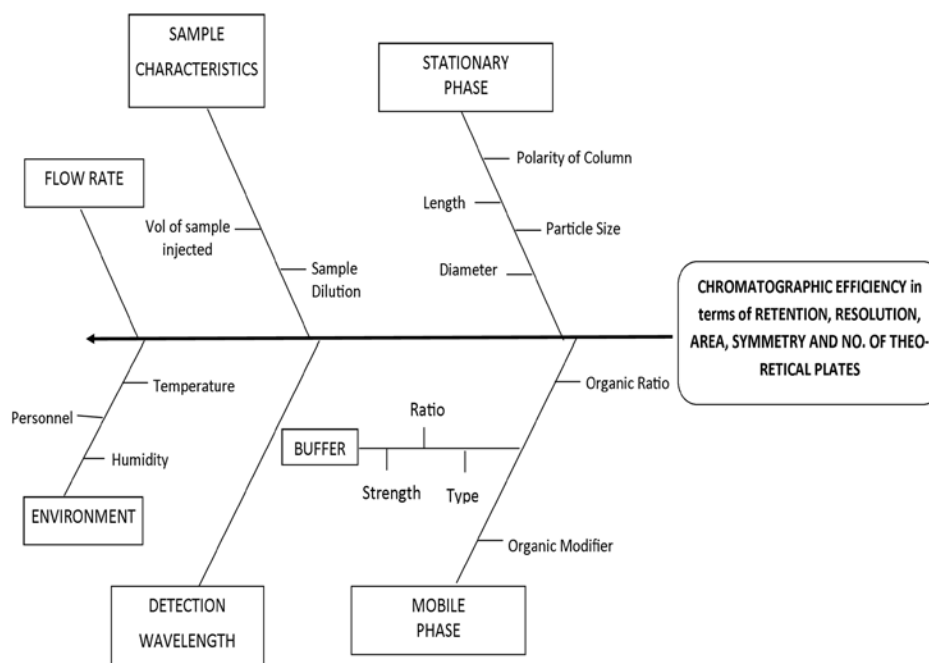 SAMPLE
CHARACTERISTICS
STATIONARY
PHASE
FLOW RATE
Polarity of Column
Length
Particle Size
Diameter
Vol of sample
injected
Sample
Dilution
CHROMATOGRAPHIC EFFICIENCY in
terms of RETENTION, RESOLUTION,
AREA, SYMMETRY AND NO. OF THEO-
RETICAL PLATES
Temperature
Personnel
Humidity
ENVIRONMENT
Organic Ratio
Ratio
BUFFER
Strength
Type
Organic Modifier
DETECTION
WAVELENGTH
MOBILE
PHASE